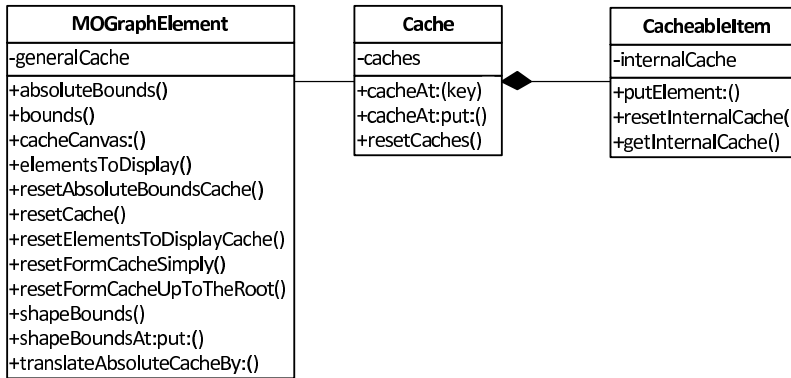 MOGraphElement
-generalCache
+absoluteBounds()
+bounds()
+cacheCanvas:()
+elementsToDisplay()
+resetAbsoluteBoundsCache()
+resetCache()
+resetElementsToDisplayCache()
+resetFormCacheSimply()
+resetFormCacheUpToTheRoot()
+shapeBounds()
+shapeBoundsAt:put:()
+translateAbsoluteCacheBy:()
Cache
-caches
+cacheAt:(key)
+cacheAt:put:()
+resetCaches()
CacheableItem
-internalCache
+putElement:()
+resetInternalCache(
+getInternalCache()